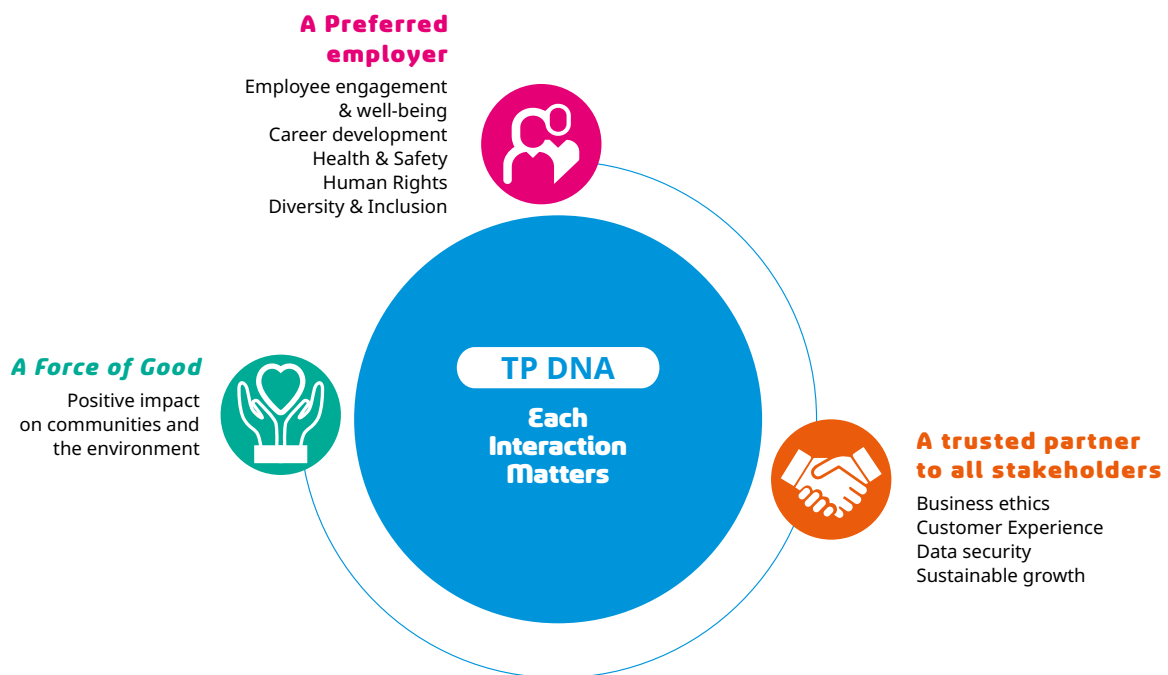 A Preferred
employer
Employee engagement
& well-being
Career development
Health & Safety
Human Rights
Diversity & Inclusion
A Force of Good
Positive impact
on communities and
the environment
TP DNA
Each
Interaction
Matters
A trusted partner
to all stakeholders
Business ethics
Customer Experience
Data security
Sustainable growth